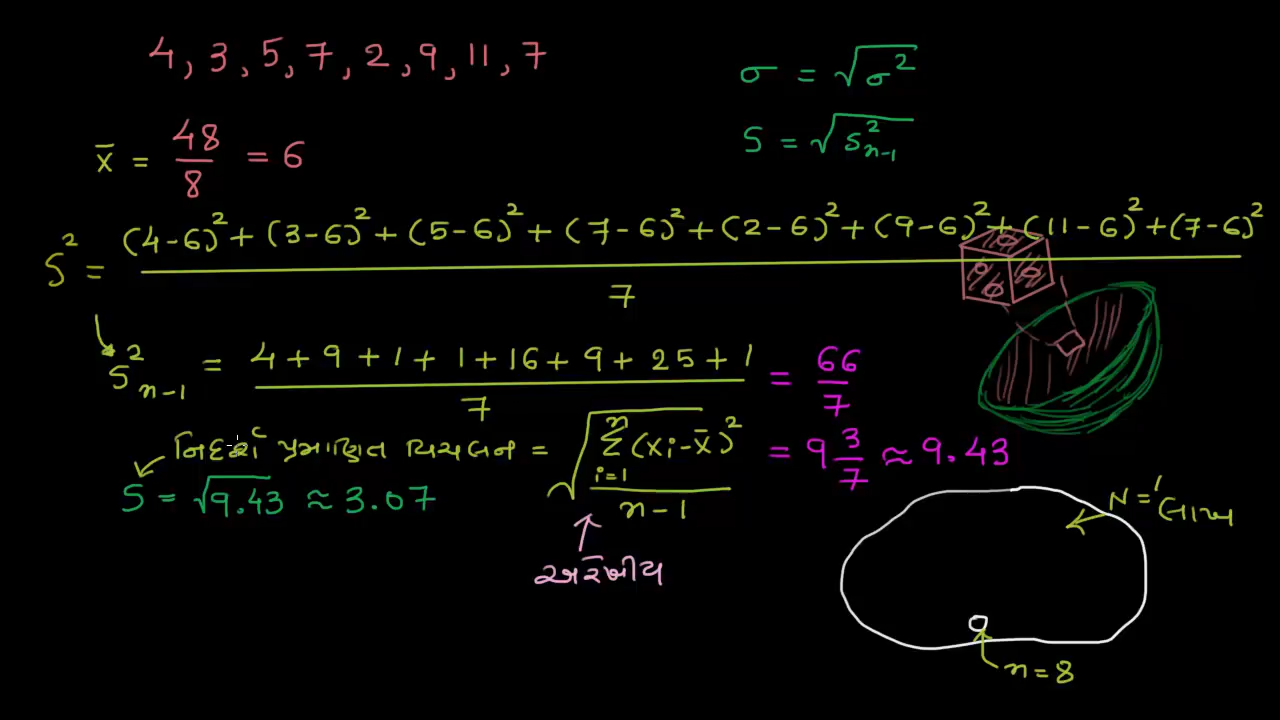 4, 3, 5, 7, 2, 9, 11, 7
σ = √σ²
S = √S²ₙ₋₁
x̄ = 48/8 = 6
S² = ((4-6)² + (3-6)² + (5-6)² + (7-6)² + (2-6)² + (9-6)² + (11-6)² + (7-6)²)/7
S²ₙ₋₁ = (4+9+1+1+16+9+25+1)/7 = 66/7
= 9 3/7 ≈ 9.43
નિદર્શ પ્રમાણિત વિચલન = √(Σⁿᵢ₌₁(xi-x̄)²/(n-1))
S = √9.43 ≈ 3.07
અરેખીય
N = 1 લાખ
n = 8